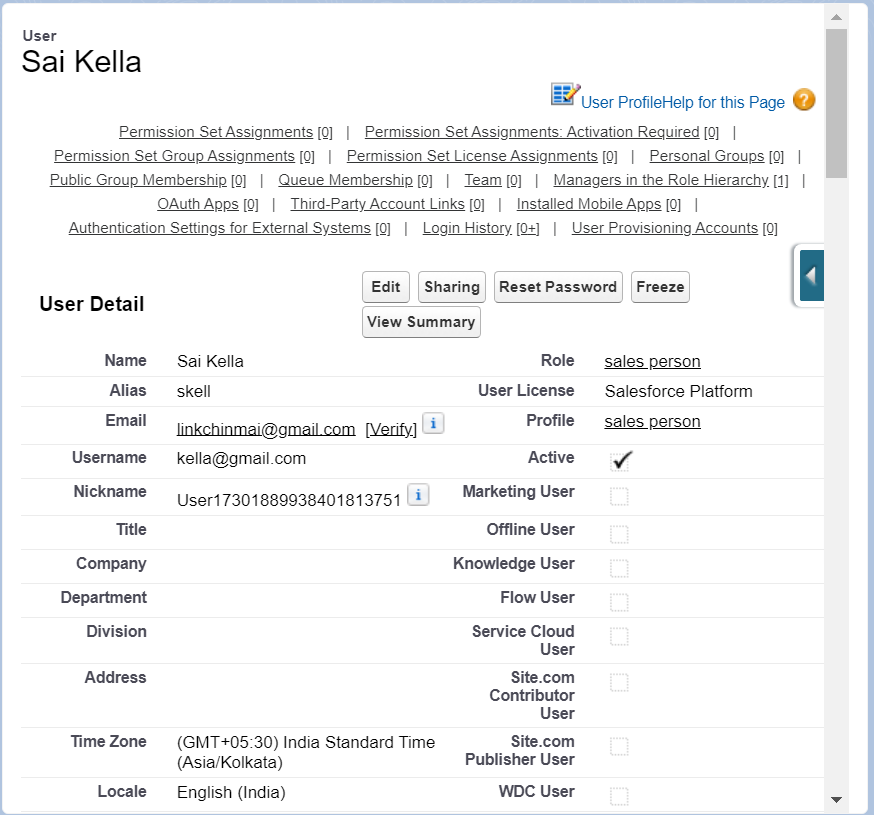 User
Sai Kella
User ProfileHelp for this Page ?
Permission Set Assignments [0] | Permission Set Assignments: Activation Required [0] |
Permission Set Group Assignments [0] | Permission Set License Assignments [0] | Personal Groups [0] |
Public Group Membership [0] | Queue Membership [0] | Team [0] | Managers in the Role Hierarchy [1] |
OAuth Apps [0] | Third-Party Account Links [0] | Installed Mobile Apps [0] |
Authentication Settings for External Systems [0] | Login History [0+] | User Provisioning Accounts [0]
User Detail
Edit Sharing Reset Password Freeze
View Summary
Name Sai Kella Role sales person
Alias skell User License Salesforce Platform
Email linkchinmai@gmail.com [Verify] i Profile sales person
Username kella@gmail.com Active
Nickname User17301889938401813751 i Marketing User
Title Offline User
Company Knowledge User
Department Flow User
Division Service Cloud
User
Address Site.com
Contributor
User
Time Zone (GMT+05:30) India Standard Time Site.com
(Asia/Kolkata) Publisher User
Locale English (India) WDC User